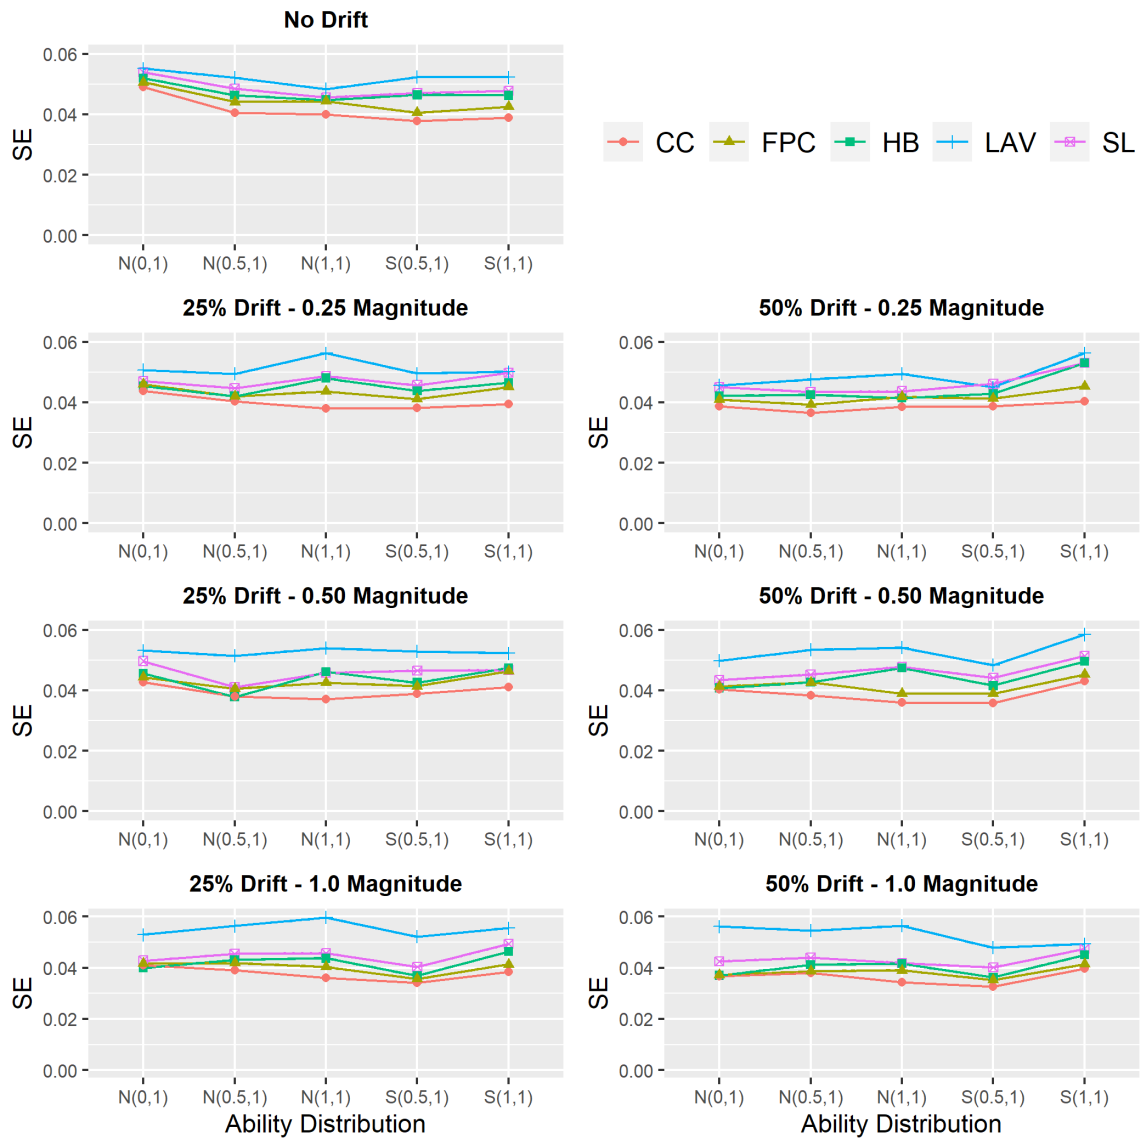 No Drift
SE
0.06
0.04
0.02
0.00
N(0,1) N(0.5,1) N(1,1) S(0.5,1) S(1,1)
CC FPC HB LAV SL
25% Drift - 0.25 Magnitude
SE
0.06
0.04
0.02
0.00
N(0,1) N(0.5,1) N(1,1) S(0.5,1) S(1,1)
50% Drift - 0.25 Magnitude
SE
0.06
0.04
0.02
0.00
N(0,1) N(0.5,1) N(1,1) S(0.5,1) S(1,1)
25% Drift - 0.50 Magnitude
SE
0.06
0.04
0.02
0.00
N(0,1) N(0.5,1) N(1,1) S(0.5,1) S(1,1)
50% Drift - 0.50 Magnitude
SE
0.06
0.04
0.02
0.00
N(0,1) N(0.5,1) N(1,1) S(0.5,1) S(1,1)
25% Drift - 1.0 Magnitude
SE
0.06
0.04
0.02
0.00
N(0,1) N(0.5,1) N(1,1) S(0.5,1) S(1,1)
Ability Distribution
50% Drift - 1.0 Magnitude
SE
0.06
0.04
0.02
0.00
N(0,1) N(0.5,1) N(1,1) S(0.5,1) S(1,1)
Ability Distribution